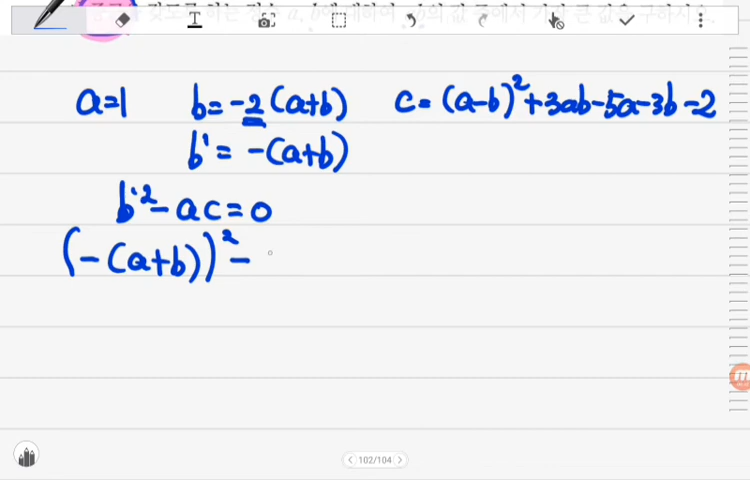 a=1 b=-2(a+b) c=(a-b)²+3ab-5a-3b-2
b'=-(a+b)
b'²-ac=0
(-(a+b))²-
102/104